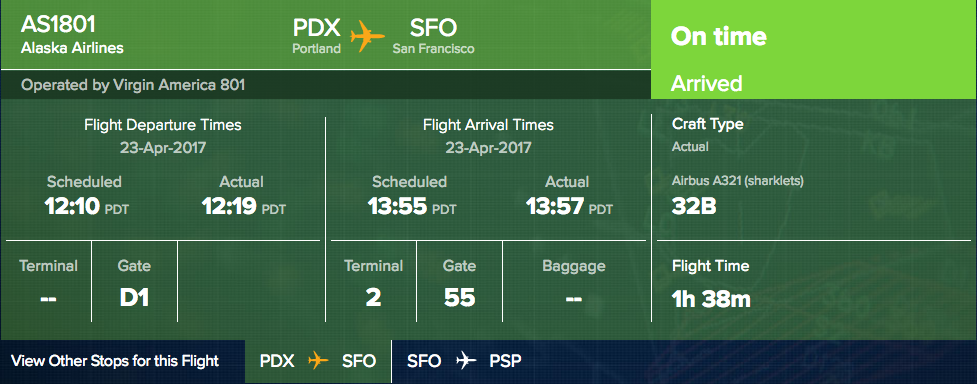 AS1801
Alaska Airlines
PDX SFO
Portland San Francisco
On time
Arrived
Operated by Virgin America 801
Flight Departure Times
23-Apr-2017
Scheduled Actual
12:10 PDT 12:19 PDT
Terminal Gate
-- D1
Flight Arrival Times
23-Apr-2017
Scheduled Actual
13:55 PDT 13:57 PDT
Terminal Gate Baggage
2 55 --
Craft Type
Actual
Airbus A321 (sharklets)
32B
Flight Time
1h 38m
View Other Stops for this Flight PDX SFO SFO PSP